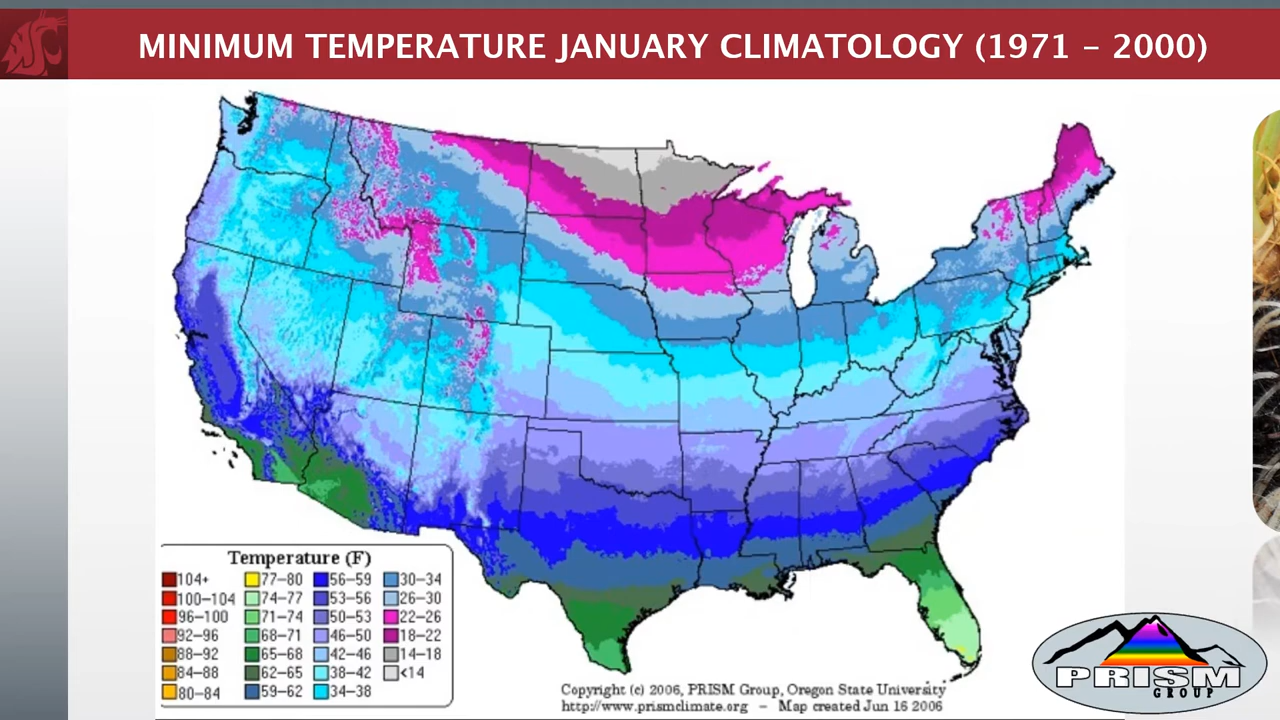 MINIMUM TEMPERATURE JANUARY CLIMATOLOGY (1971 – 2000)
Temperature (F)
104+ 77–80 56–59 30–34
100–104 74–77 53–56 26–30
96–100 71–74 50–53 22–26
92–96 68–71 46–50 18–22
88–92 65–68 42–46 14–18
84–88 62–65 38–42 <14
80–84 59–62 34–38
Copyright (c) 2006, PRISM Group, Oregon State University
http://www.prismclimate.org – Map created Jun 16 2006
PRISM
GROUP